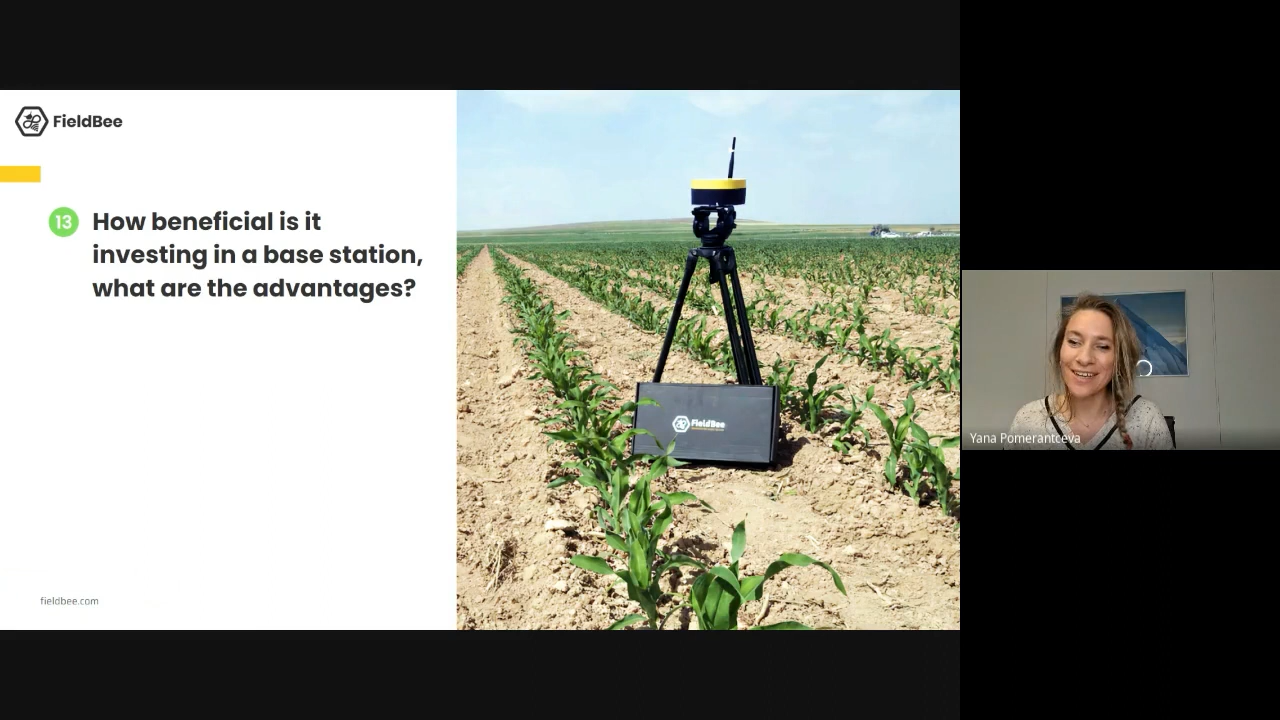 FieldBee
13 How beneficial is it
investing in a base station,
what are the advantages?
FieldBee
fieldbee.com
Yana Pomerantceva